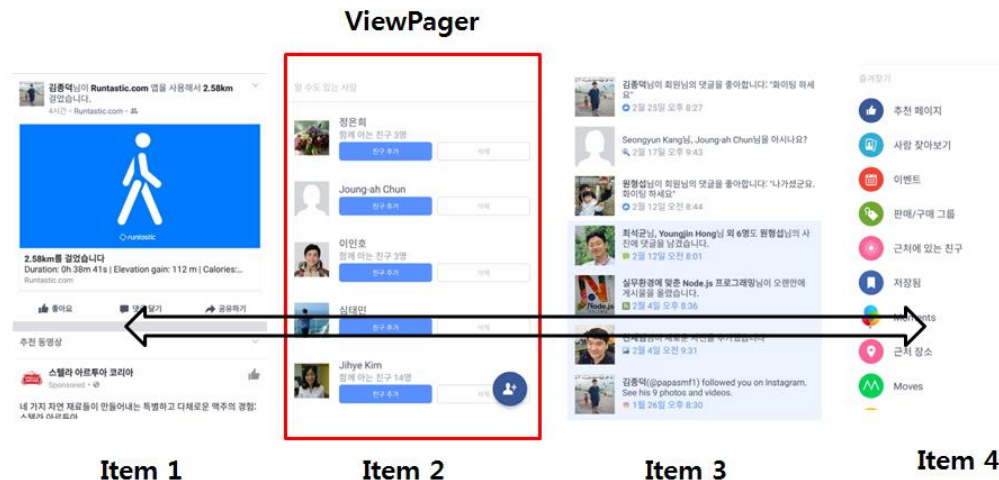 ViewPager
김종덕님이 Runtastic.com 앱을 사용해서 2.58km
걸었습니다.
4시간 • Runtastic.com •
runtastic
2.58km를 걸었습니다
Duration: 0h 38m 41s | Elevation gain: 112 m | Calories:...
Runtastic.com
좋아요
댓글 달기
공유하기
추천 동영상
스텔라 아르투아 코리아
Sponsored •
네 가지 자연 재료들이 만들어내는 특별하고 다채로운 맥주의 경험:
스텔라 아르투아
Item 1
알 수도 있는 사람
정은희
함께 아는 친구 3명
친구 추가
삭제
Joung-ah Chun
친구 추가
삭제
이인호
함께 아는 친구 3명
친구 추가
삭제
심태민
친구 추가
삭제
Jihye Kim
함께 아는 친구 14명
친구 추가
삭제
Item 2
김종덕님이 회원님의 댓글을 좋아합니다: "화이팅 하세
요"
2월 25일 오후 8:27
Seongyun Kang님, Joung-ah Chun님을 아시나요?
2월 17일 오후 9:43
원형섭님이 회원님의 댓글을 좋아합니다: "나가셨군요.
화이팅 하세요"
2월 12일 오전 8:44
최석균님, Youngjin Hong님 외 6명도 원형섭님의 사
진에 댓글을 남겼습니다.
2월 12일 오전 8:01
실무환경에 맞춘 Node.js 프로그래밍님이 오랜만에
게시물을 올렸습니다.
2월 4일 오후 8:36
Node.js
2월 4일 오전 9:31
김종덕(@papasmf1) followed you on Instagram.
See his 9 photos and videos.
1월 26일 오후 8:30
Item 3
즐겨찾기
추천 페이지
사람 찾아보기
이벤트
판매/구매 그룹
근처에 있는 친구
저장됨
Moments
근처 장소
Moves
Item 4